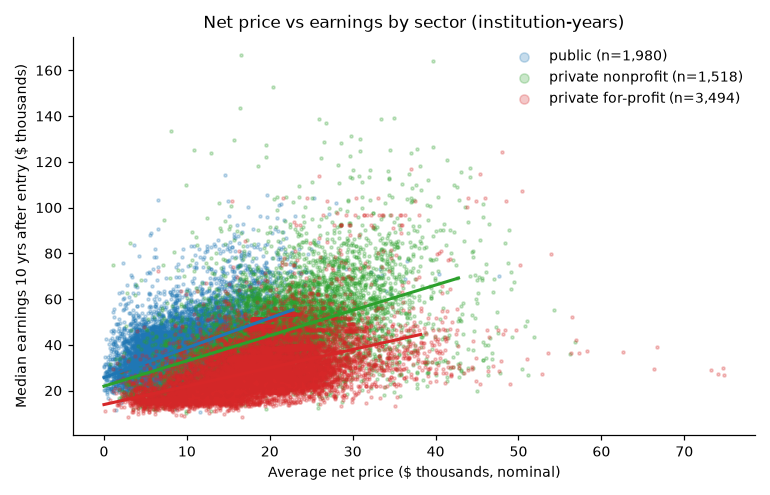 Net price vs earnings by sector (institution-years)
public (n=1,980)
private nonprofit (n=1,518)
private for-profit (n=3,494)
Median earnings 10 yrs after entry ($ thousands)
160
140
120
100
80
60
40
20
0 10 20 30 40 50 60 70
Average net price ($ thousands, nominal)